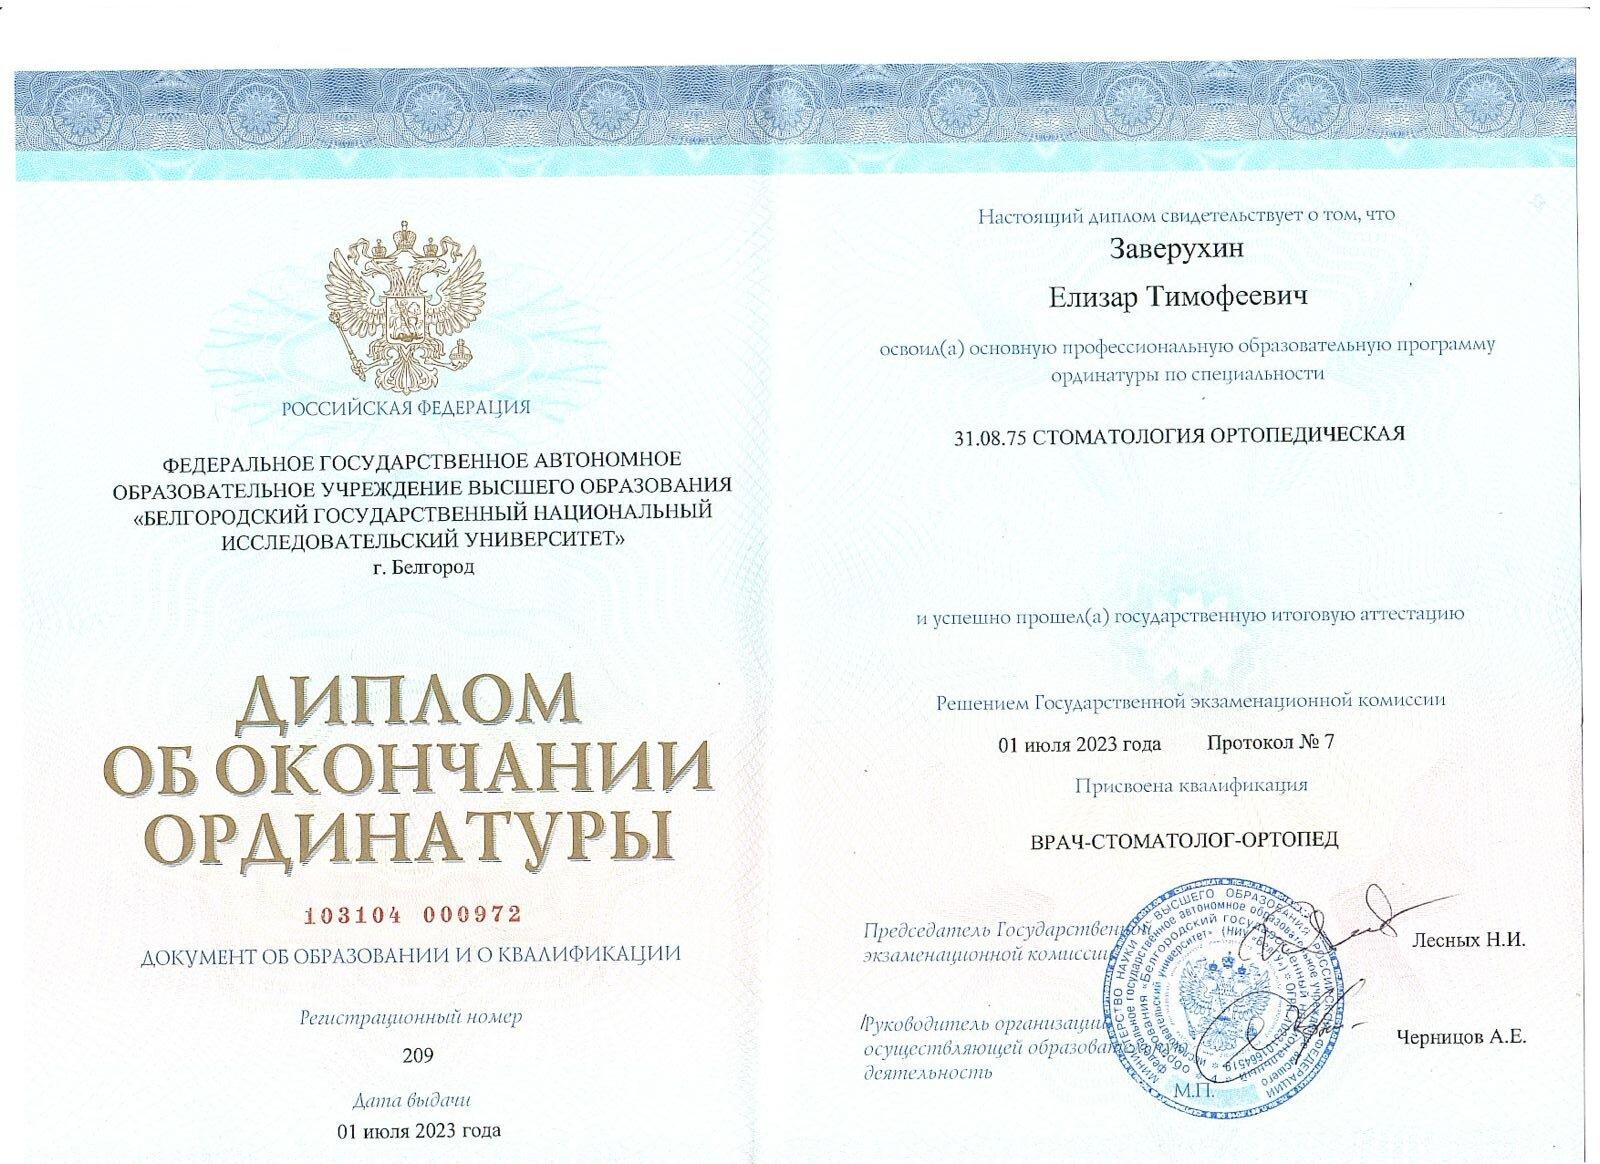 РОССИЙСКАЯ ФЕДЕРАЦИЯ
ФЕДЕРАЛЬНОЕ ГОСУДАРСТВЕННОЕ АВТОНОМНОЕ
ОБРАЗОВАТЕЛЬНОЕ УЧРЕЖДЕНИЕ ВЫСШЕГО ОБРАЗОВАНИЯ
«БЕЛГОРОДСКИЙ ГОСУДАРСТВЕННЫЙ НАЦИОНАЛЬНЫЙ
ИССЛЕДОВАТЕЛЬСКИЙ УНИВЕРСИТЕТ»
г. Белгород
ДИПЛОМ
ОБ ОКОНЧАНИИ
ОРДИНАТУРЫ
103104 000972
ДОКУМЕНТ ОБ ОБРАЗОВАНИИ И О КВАЛИФИКАЦИИ
Регистрационный номер
209
Дата выдачи
01 июля 2023 года
Настоящий диплом свидетельствует о том, что
Заверухин
Елизар Тимофеевич
освоил(а) основную профессиональную образовательную программу
ординатуры по специальности
31.08.75 СТОМАТОЛОГИЯ ОРТОПЕДИЧЕСКАЯ
и успешно прошел(а) государственную итоговую аттестацию
Решением Государственной экзаменационной комиссии
01 июля 2023 года Протокол № 7
Присвоена квалификация
ВРАЧ-СТОМАТОЛОГ-ОРТОПЕД
Председатель Государственной
экзаменационной комиссии
Лесных Н.И.
Руководитель организации,
осуществляющей образовательную
деятельность
Черницов А.Е.
М.П.